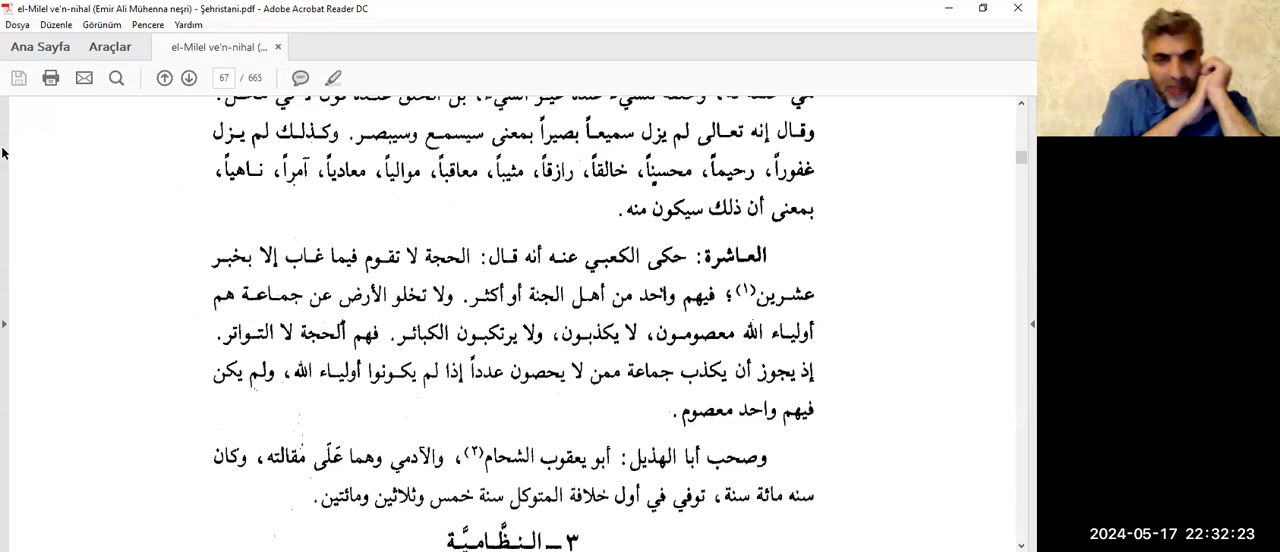 el-Milel ve'n-nihal (Emir Ali Mühenna neşri) - Şehristani.pdf - Adobe Acrobat Reader DC
Dosya Düzenle Görünüm Pencere Yardım
Ana Sayfa Araçlar el-Milel ve'n-nihal (... ×
67 / 665
وقال إنه تعالى لم يزل سميعاً بصيراً بمعنى سيسمع وسيبصر. وكذلك لم يزل
غفوراً، رحيماً، محسناً، خالقاً، رازقاً، مثيباً، معاقباً، موالياً، معادياً، آمراً، ناهياً،
بمعنى أن ذلك سيكون منه.
العاشرة: حكى الكعبي عنه أنه قال: الحجة لا تقوم فيما غاب إلا بخبر
عشرين(١)؛ فيهم واحد من أهل الجنة أو أكثر. ولا تخلو الأرض عن جماعة هم
أولياء الله معصومون، لا يكذبون، ولا يرتكبون الكبائر. فهم الحجة لا التواتر.
إذ يجوز أن يكذب جماعة ممن لا يحصون عدداً إذا لم يكونوا أولياء الله، ولم يكن
فيهم واحد معصوم.
وصحب أبا الهذيل: أبو يعقوب الشحام(٢)، والآدمي وهما عَلَى مقالته، وكان
سنه مائة سنة، توفي في أول خلافة المتوكل سنة خمس وثلاثين ومائتين.
٣ ـ النظَّاميَّة
2024-05-17 22:32:23